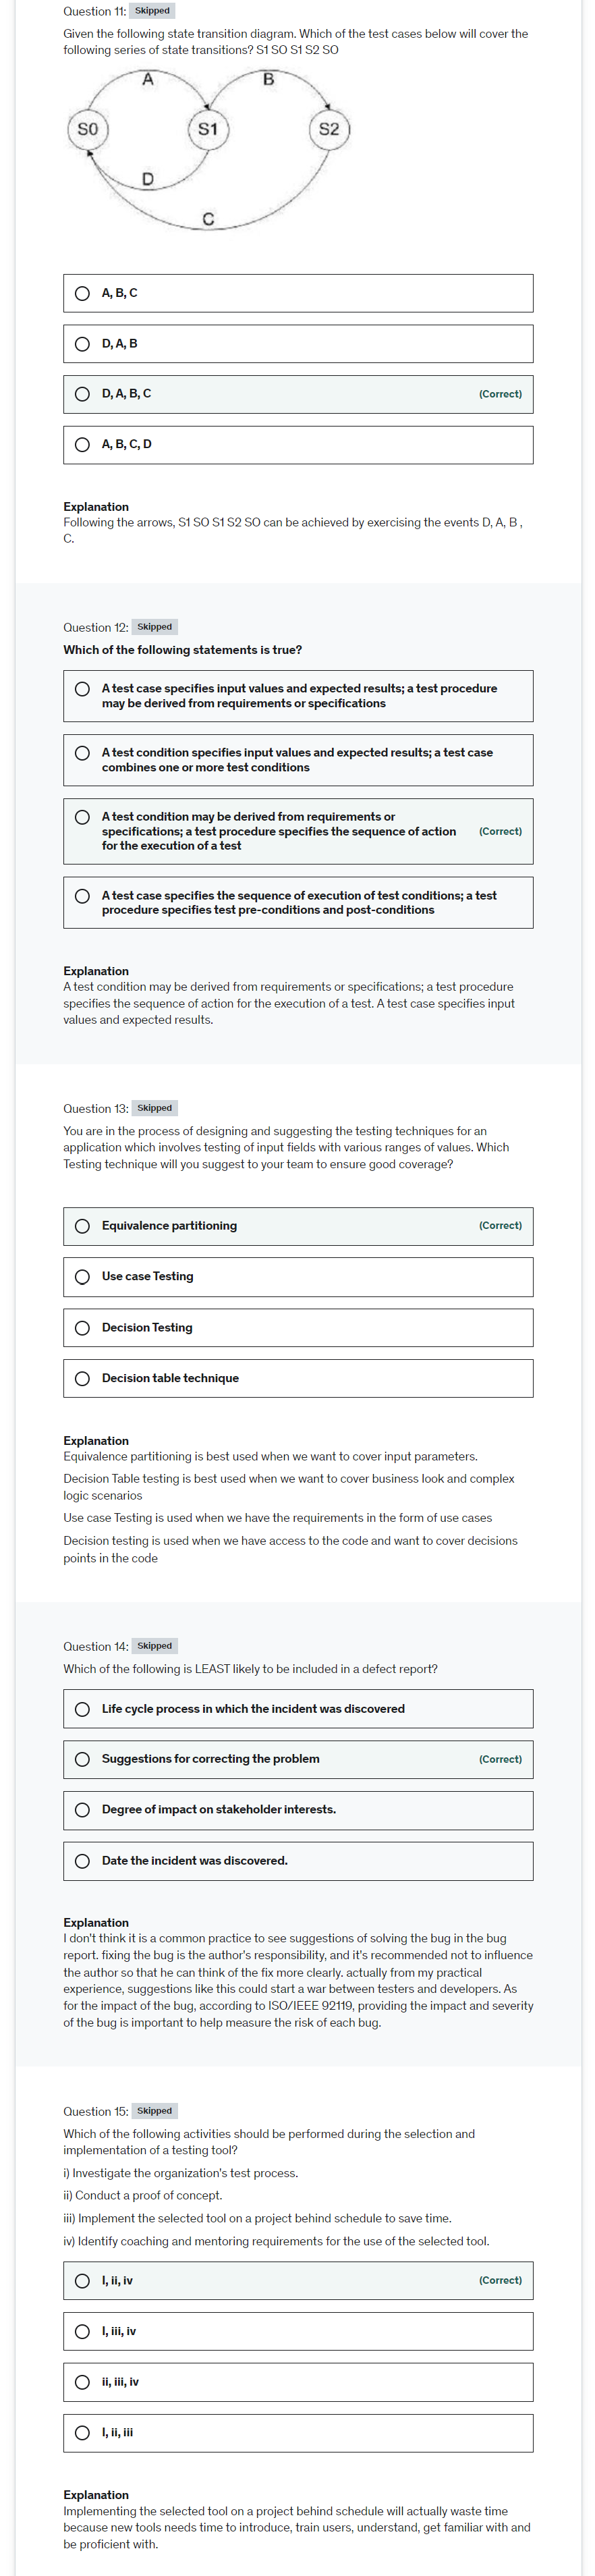 Question 11: Skipped
Given the following state transition diagram. Which of the test cases below will cover the
following series of state transitions? S1 SO S1 S2 SO
A
B
S0
S1
S2
D
C
A, B, C
D, A, B
D, A, B, C
(Correct)
A, B, C, D
Explanation
Following the arrows, S1 SO S1 S2 SO can be achieved by exercising the events D, A, B ,
C.
Question 12: Skipped
Which of the following statements is true?
A test case specifies input values and expected results; a test procedure
may be derived from requirements or specifications
A test condition specifies input values and expected results; a test case
combines one or more test conditions
A test condition may be derived from requirements or
specifications; a test procedure specifies the sequence of action
(Correct)
for the execution of a test
A test case specifies the sequence of execution of test conditions; a test
procedure specifies test pre-conditions and post-conditions
Explanation
A test condition may be derived from requirements or specifications; a test procedure
specifies the sequence of action for the execution of a test. A test case specifies input
values and expected results.
Question 13: Skipped
You are in the process of designing and suggesting the testing techniques for an
application which involves testing of input fields with various ranges of values. Which
Testing technique will you suggest to your team to ensure good coverage?
Equivalence partitioning
(Correct)
Use case Testing
Decision Testing
Decision table technique
Explanation
Equivalence partitioning is best used when we want to cover input parameters.
Decision Table testing is best used when we want to cover business look and complex
logic scenarios
Use case Testing is used when we have the requirements in the form of use cases
Decision testing is used when we have access to the code and want to cover decisions
points in the code
Question 14: Skipped
Which of the following is LEAST likely to be included in a defect report?
Life cycle process in which the incident was discovered
Suggestions for correcting the problem
(Correct)
Degree of impact on stakeholder interests.
Date the incident was discovered.
Explanation
I don't think it is a common practice to see suggestions of solving the bug in the bug
report. fixing the bug is the author's responsibility, and it's recommended not to influence
the author so that he can think of the fix more clearly. actually from my practical
experience, suggestions like this could start a war between testers and developers. As
for the impact of the bug, according to ISO/IEEE 92119, providing the impact and severity
of the bug is important to help measure the risk of each bug.
Question 15: Skipped
Which of the following activities should be performed during the selection and
implementation of a testing tool?
i) Investigate the organization's test process.
ii) Conduct a proof of concept.
iii) Implement the selected tool on a project behind schedule to save time.
iv) Identify coaching and mentoring requirements for the use of the selected tool.
I, ii, iv
(Correct)
I, iii, iv
ii, iii, iv
I, ii, iii
Explanation
Implementing the selected tool on a project behind schedule will actually waste time
because new tools needs time to introduce, train users, understand, get familiar with and
be proficient with.